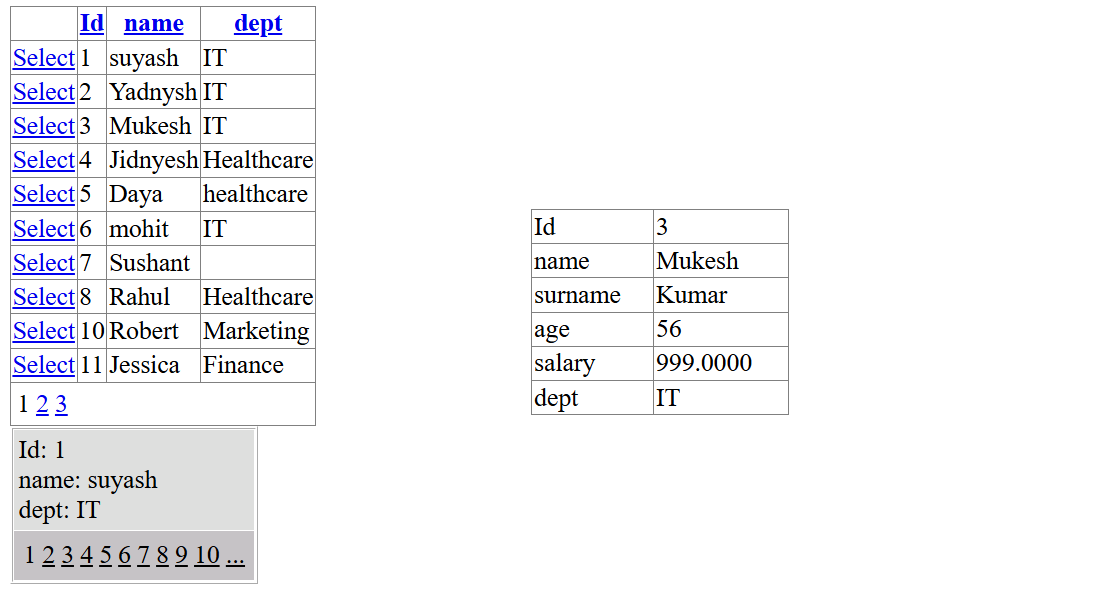 Id name dept
Select 1 suyash IT
Select 2 Yadnysh IT
Select 3 Mukesh IT
Select 4 Jidnyesh Healthcare
Select 5 Daya healthcare
Select 6 mohit IT
Select 7 Sushant
Select 8 Rahul Healthcare
Select 10 Robert Marketing
Select 11 Jessica Finance
1 2 3
Id: 1
name: suyash
dept: IT
1 2 3 4 5 6 7 8 9 10 ...
Id 3
name Mukesh
surname Kumar
age 56
salary 999.0000
dept IT